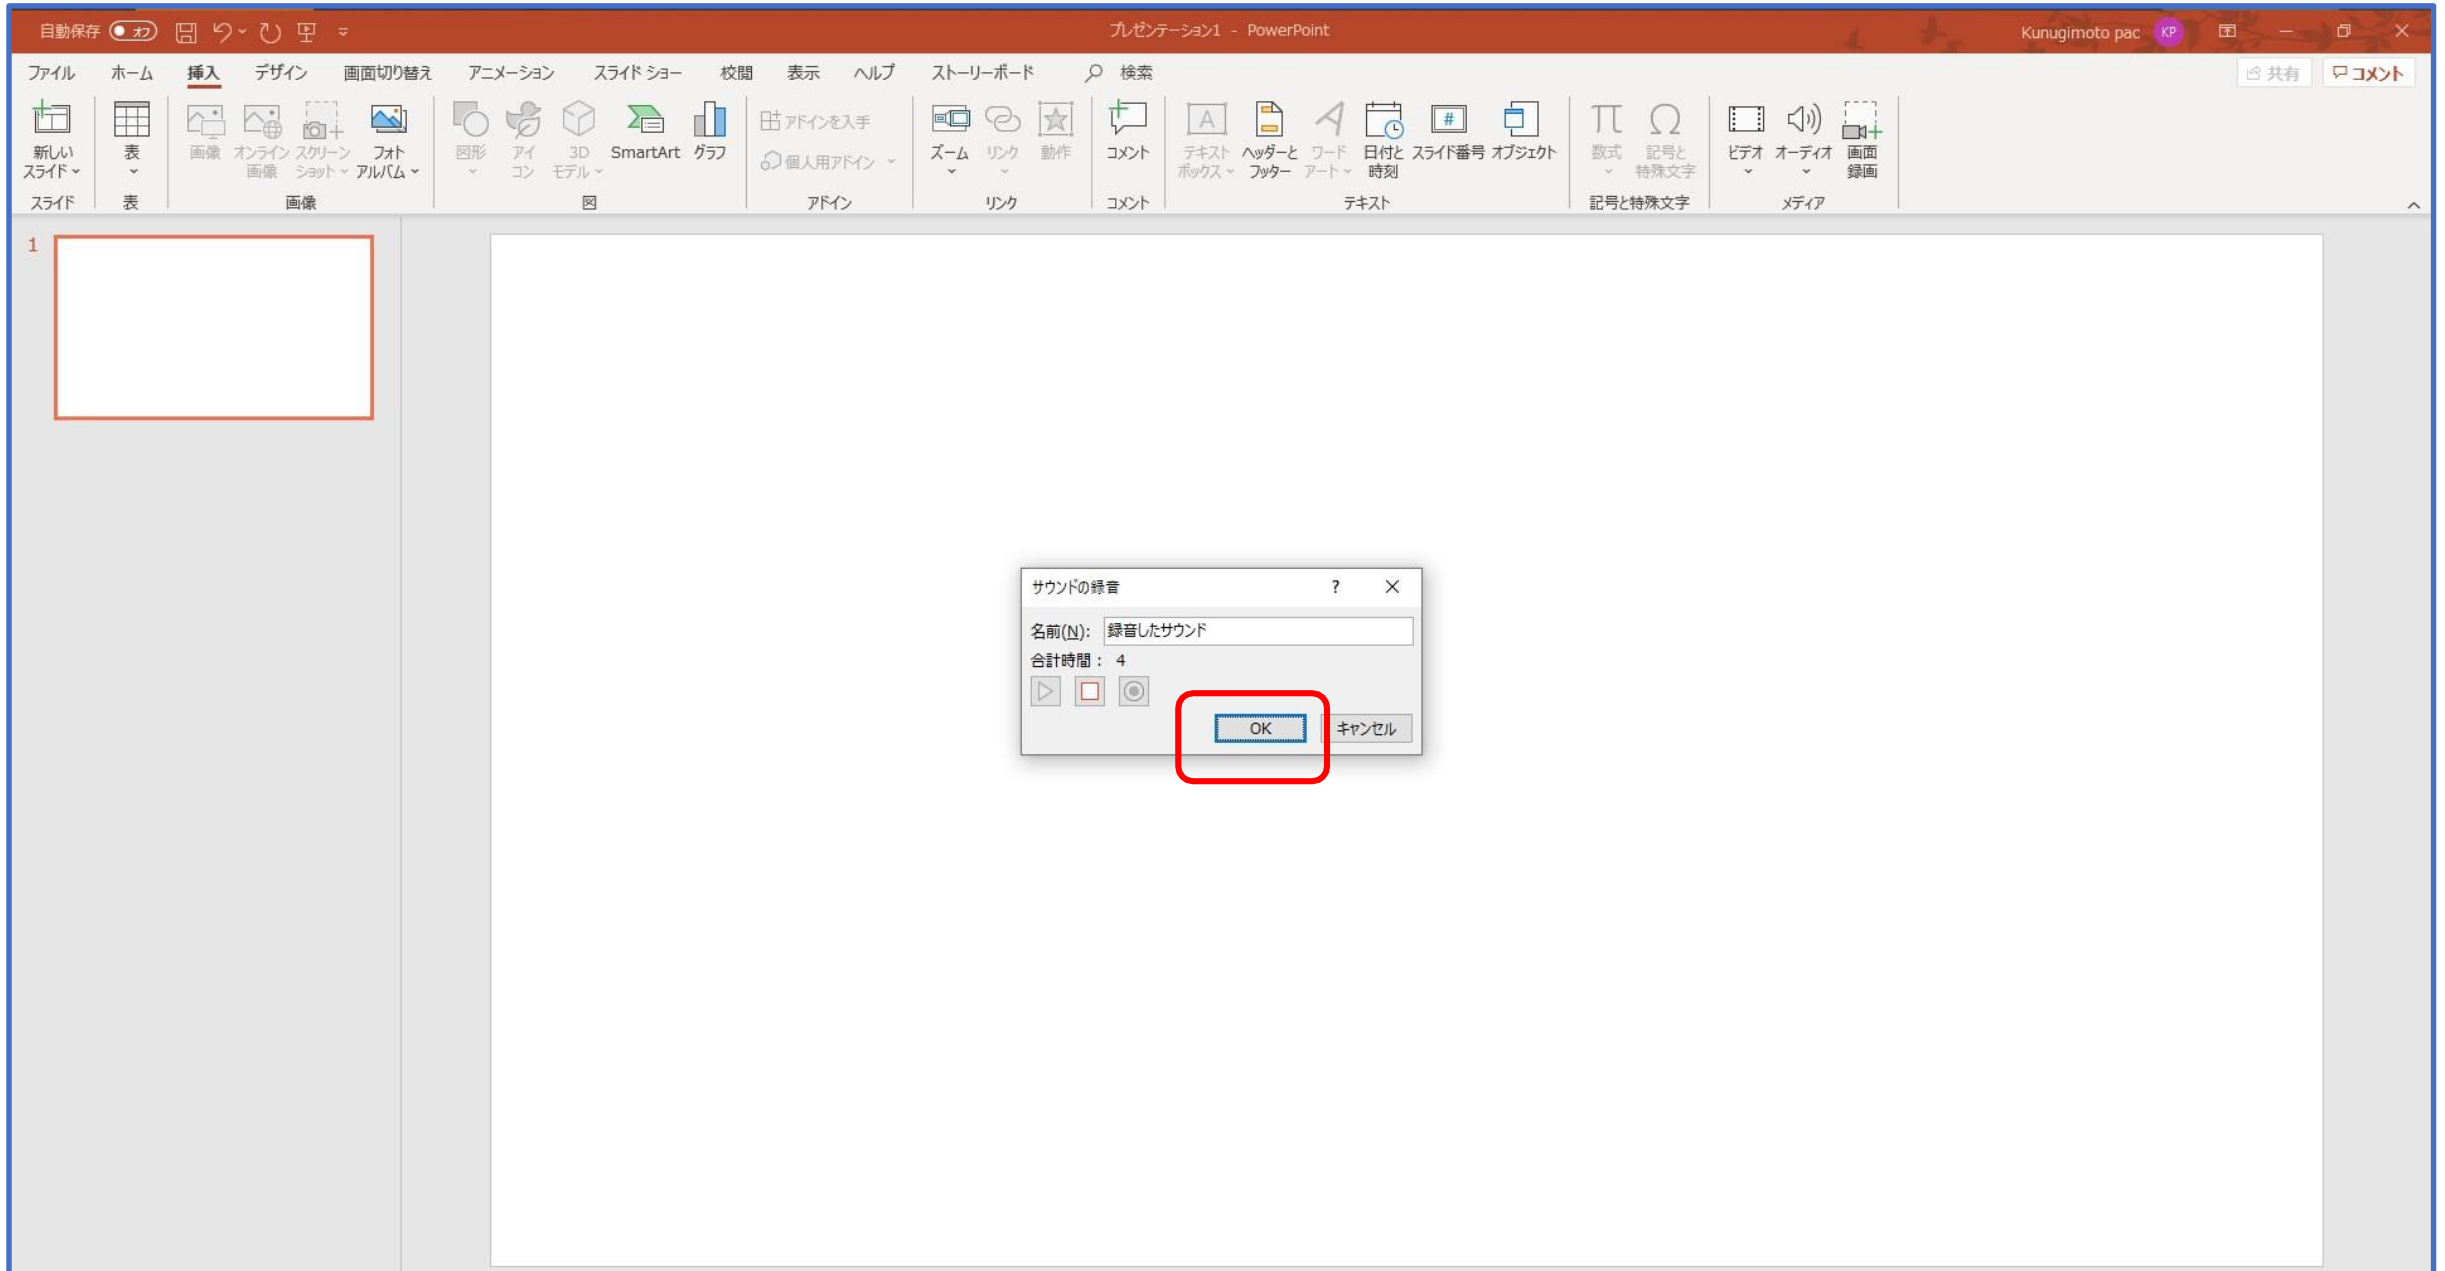 自動保存 オフ プレゼンテーション1 - PowerPoint Kunugimoto pac KP
ファイル ホーム 挿入 デザイン 画面切り替え アニメーション スライド ショー 校閲 表示 ヘルプ ストーリーボード 検索 共有 コメント
新しい スライド
表
画像
オンライン 画像
スクリーン ショット
フォト アルバム
図形
アイ コン
3D モデル
SmartArt
グラフ
アドインを入手
個人用アドイン
ズーム
リンク
動作
コメント
テキスト ボックス
ヘッダーと フッター
ワード アート
日付と 時刻
スライド番号
オブジェクト
数式
記号と 特殊文字
ビデオ
オーディオ
画面 録画
スライド 表 画像 図 アドイン リンク コメント テキスト 記号と特殊文字 メディア
1
サウンドの録音 ? ×
名前(N): 録音したサウンド
合計時間： 4
OK キャンセル